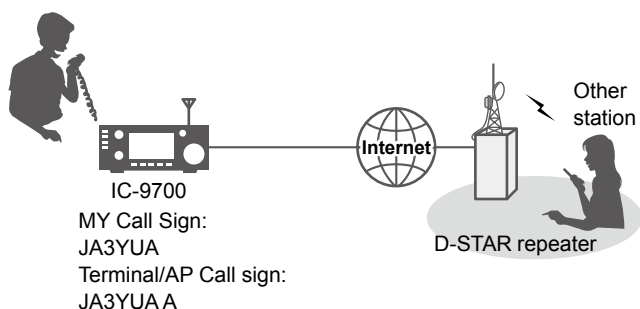 Other
station
Internet
IC-9700
MY Call Sign:
JA3YUA
Terminal/AP Call sign:
JA3YUA A
D-STAR repeater